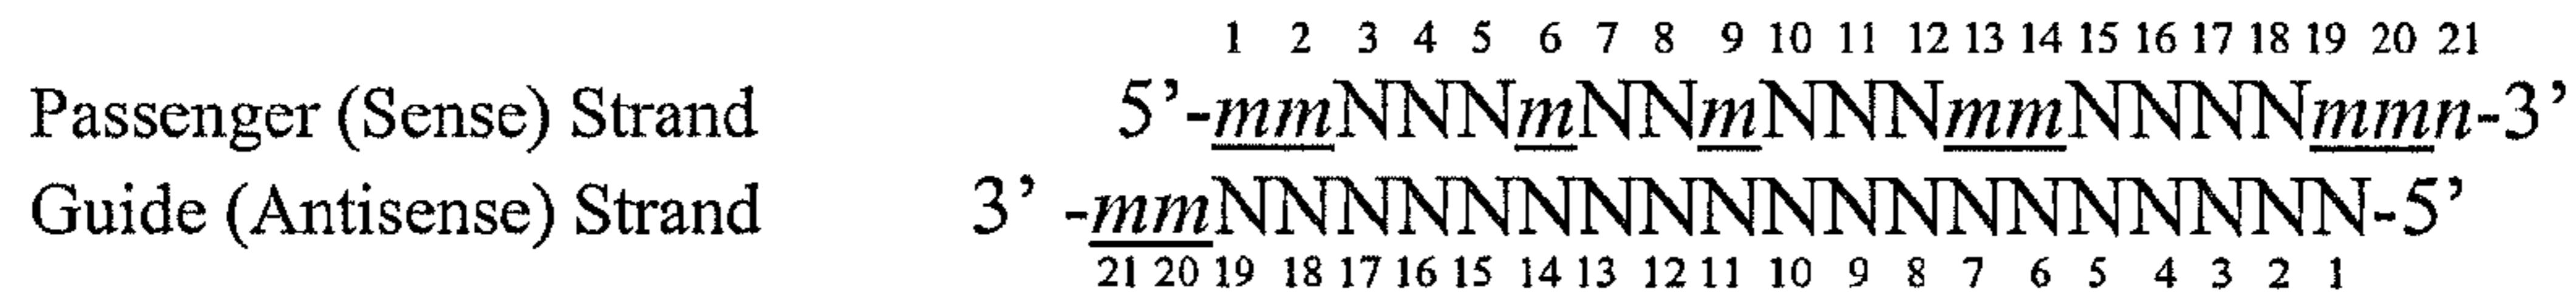 1 2 3 4 5 6 7 8 9 10 11 12 13 14 15 16 17 18 19 20 21
Passenger (Sense) Strand 5’-mmNNNmNNmNNNmmNNNNmmn-3’
Guide (Antisense) Strand 3’ -mmNNNNNNNNNNNNNNNNNNN-5’
21 20 19 18 17 16 15 14 13 12 11 10 9 8 7 6 5 4 3 2 1